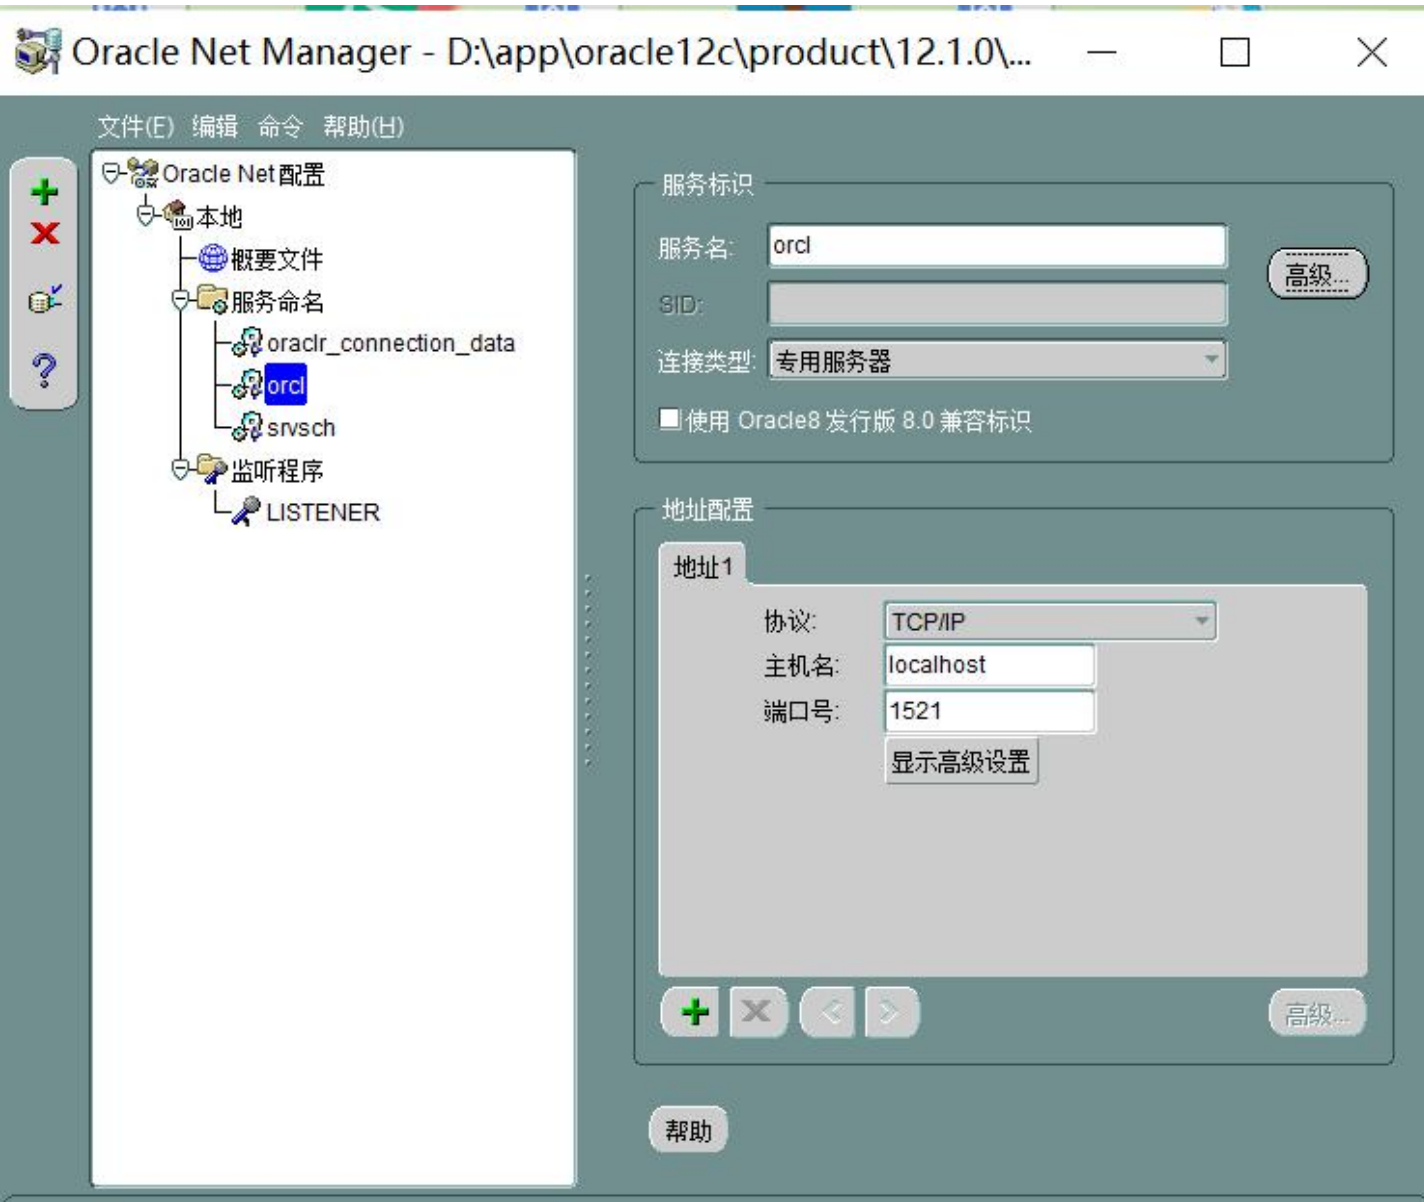 Oracle Net Manager - D:\app\oracle12c\product\12.1.0\...
文件(F) 编辑 命令 帮助(H)
Oracle Net 配置
本地
概要文件
服务命名
oraclr_connection_data
orcl
srvsch
监听程序
LISTENER
服务标识
服务名: orcl
高级...
SID:
连接类型: 专用服务器
使用 Oracle8 发行版 8.0 兼容标识
地址配置
地址1
协议: TCP/IP
主机名: localhost
端口号: 1521
显示高级设置
高级...
帮助